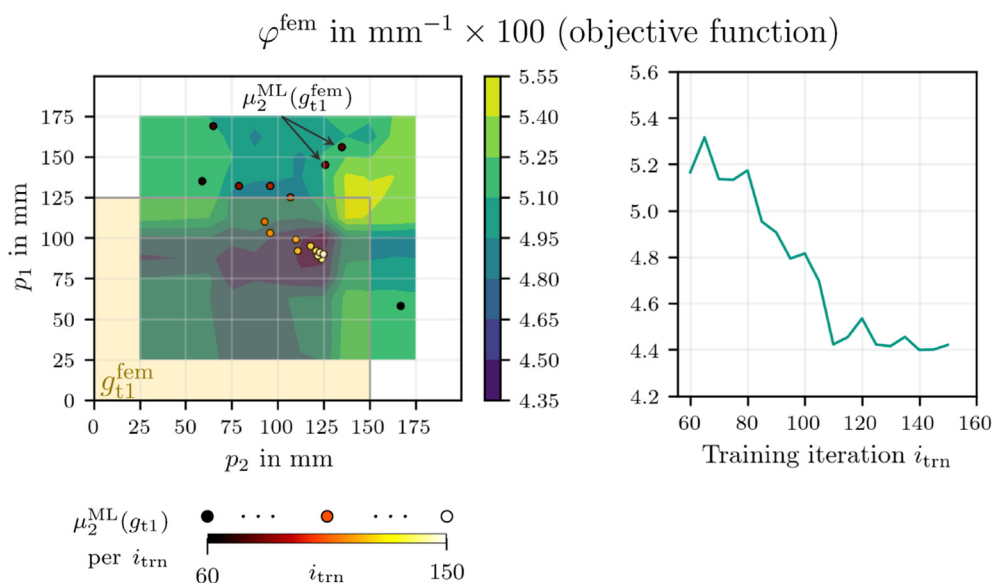 φ^fem in mm⁻¹ × 100 (objective function)
μ₂^ML(g_t1^fem)
p₁ in mm
175
150
125
100
75
50
25
0
g_t1^fem
0 25 50 75 100 125 150 175
p₂ in mm
5.55
5.40
5.25
5.10
4.95
4.80
4.65
4.50
4.35
5.6
5.4
5.2
5.0
4.8
4.6
4.4
4.2
60 80 100 120 140 160
Training iteration i_trn
μ₂^ML(g_t1)
per i_trn
60 i_trn 150